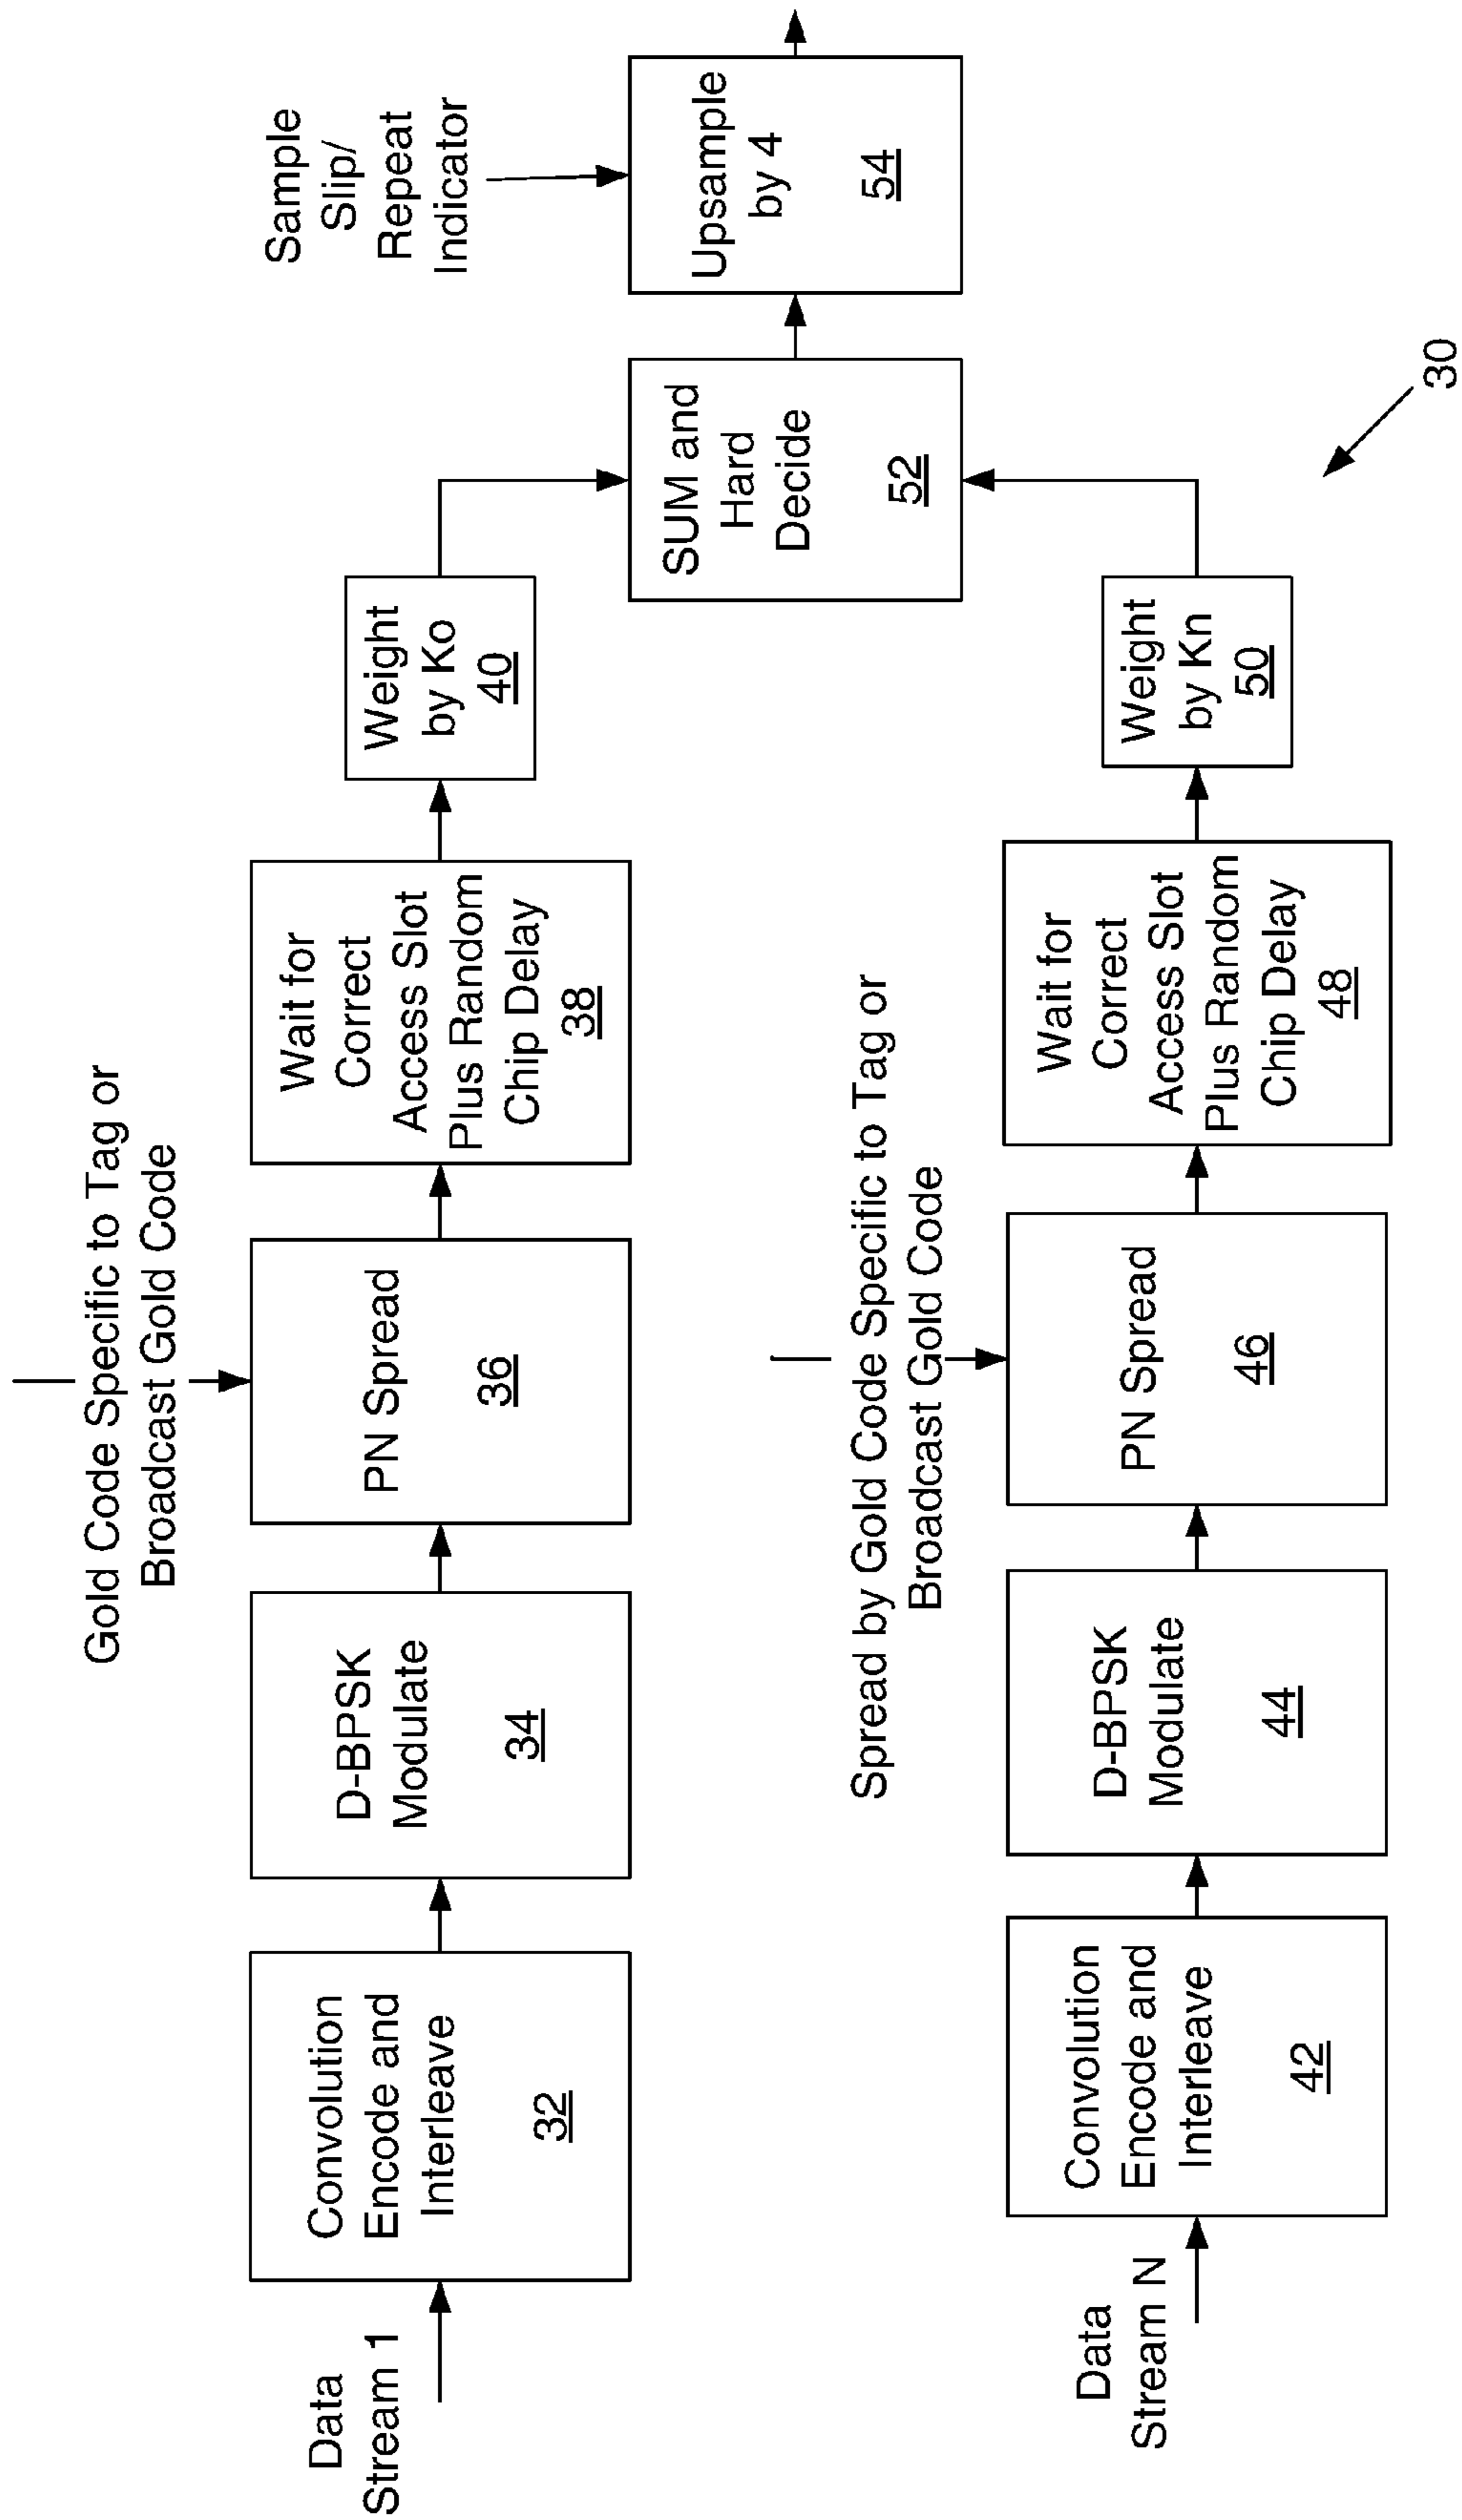 Gold Code Specific to Tag or
Broadcast Gold Code
Data
Stream 1
Convolution
Encode and
Interleave
32
D-BPSK
Modulate
34
PN Spread
36
Wait for
Correct
Access Slot
Plus Random
Chip Delay
38
Weight
by Ko
40
Sample
Slip/
Repeat
Indicator
SUM and
Hard
Decide
52
Upsample
by 4
54
Spread by Gold Code Specific to Tag or
Broadcast Gold Code
Data
Stream N
Convolution
Encode and
Interleave
42
D-BPSK
Modulate
44
PN Spread
46
Wait for
Correct
Access Slot
Plus Random
Chip Delay
48
Weight
by Kn
50
30